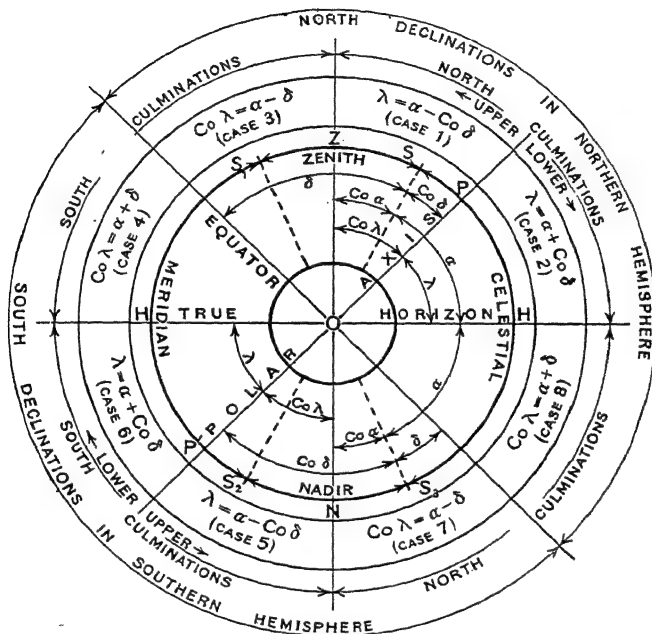 NORTH DECLINATIONS IN NORTHERN HEMISPHERE
SOUTH DECLINATIONS IN SOUTHERN HEMISPHERE
SOUTH CULMINATIONS
NORTH CULMINATIONS
← UPPER
LOWER →
Co λ = α - δ
(CASE 3)
λ = α - Co δ
(CASE 1)
Co λ = α + δ
(CASE 4)
λ = α + Co δ
(CASE 2)
Z
ZENITH
S₁
S
P
δ
Co α
Co δ
Co λ
S
I
X
A
λ
α
EQUATOR
MERIDIAN
CELESTIAL
H TRUE O HORIZON H
λ
Co λ
α
Co α
Co δ
δ
P
POLAR
S₂
NADIR
N
S₃
λ = α + Co δ
(CASE 6)
Co λ = α + δ
(CASE 8)
λ = α - Co δ
(CASE 5)
Co λ = α - δ
(CASE 7)
SOUTH CULMINATIONS
← LOWER
UPPER →
NORTH CULMINATIONS